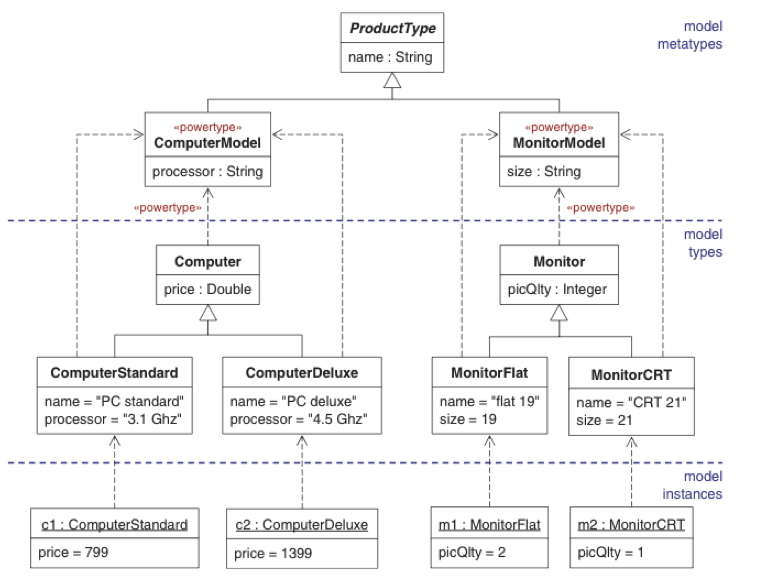 ProductType
name : String
model
metatypes
«powertype»
ComputerModel
processor : String
«powertype»
MonitorModel
size : String
«powertype»
«powertype»
model
types
Computer
price : Double
Monitor
picQlty : Integer
ComputerStandard
name = "PC standard"
processor = "3.1 Ghz"
ComputerDeluxe
name = "PC deluxe"
processor = "4.5 Ghz"
MonitorFlat
name = "flat 19"
size = 19
MonitorCRT
name = "CRT 21"
size = 21
model
instances
c1 : ComputerStandard
price = 799
c2 : ComputerDeluxe
price = 1399
m1 : MonitorFlat
picQlty = 2
m2 : MonitorCRT
picQlty = 1